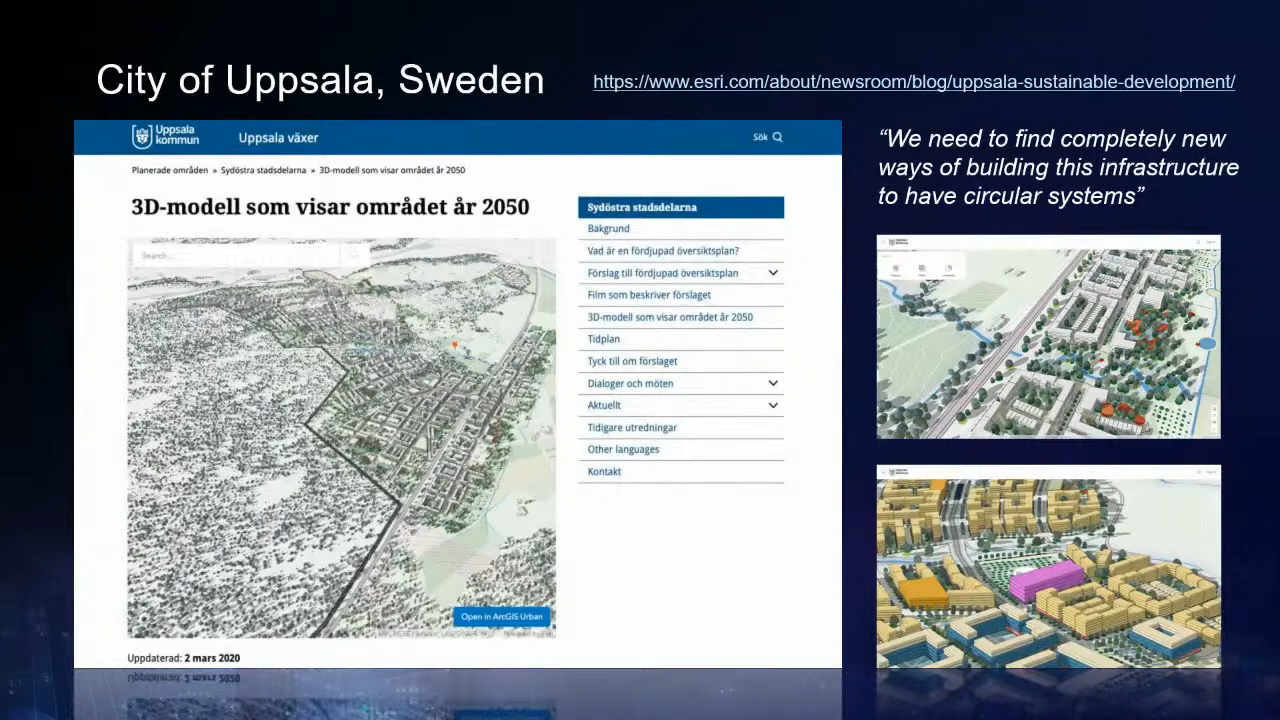 City of Uppsala, Sweden
https://www.esri.com/about/newsroom/blog/uppsala-sustainable-development/
Uppsala
kommun
Uppsala växer
Sök
Planerade områden » Sydöstra stadsdelarna » 3D-modell som visar området år 2050
3D-modell som visar området år 2050
Search...
Open in ArcGIS Urban
Uppdaterad: 2 mars 2020
Sydöstra stadsdelarna
Bakgrund
Vad är en fördjupad översiktsplan?
Förslag till fördjupad översiktsplan
Film som beskriver förslaget
3D-modell som visar området år 2050
Tidplan
Tyck till om förslaget
Dialoger och möten
Aktuellt
Tidigare utredningar
Other languages
Kontakt
“We need to find completely new
ways of building this infrastructure
to have circular systems”